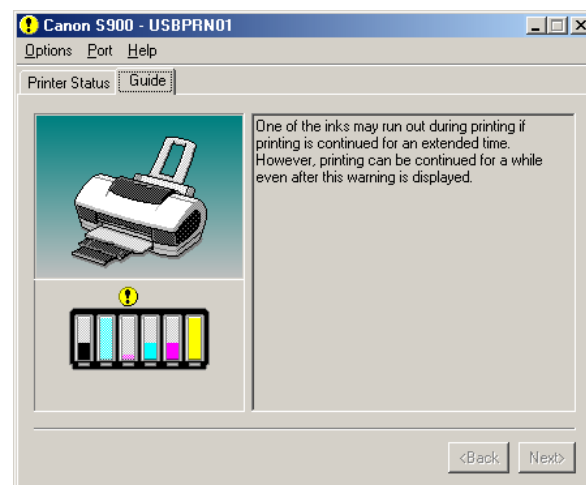 Canon S900 - USBPRN01
Options Port Help
Printer Status Guide
One of the inks may run out during printing if
printing is continued for an extended time.
However, printing can be continued for a while
even after this warning is displayed.
<Back Next>